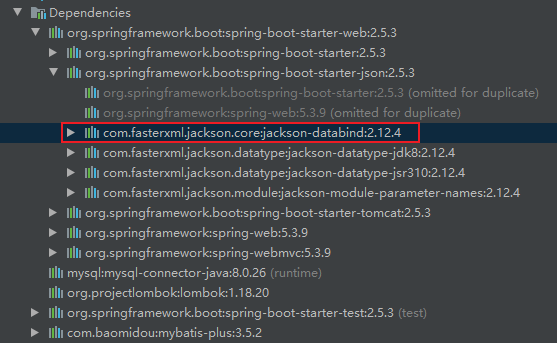 Dependencies
org.springframework.boot:spring-boot-starter-web:2.5.3
org.springframework.boot:spring-boot-starter:2.5.3
org.springframework.boot:spring-boot-starter-json:2.5.3
org.springframework.boot:spring-boot-starter:2.5.3 (omitted for duplicate)
org.springframework:spring-web:5.3.9 (omitted for duplicate)
com.fasterxml.jackson.core:jackson-databind:2.12.4
com.fasterxml.jackson.datatype:jackson-datatype-jdk8:2.12.4
com.fasterxml.jackson.datatype:jackson-datatype-jsr310:2.12.4
com.fasterxml.jackson.module:jackson-module-parameter-names:2.12.4
org.springframework.boot:spring-boot-starter-tomcat:2.5.3
org.springframework:spring-web:5.3.9
org.springframework:spring-webmvc:5.3.9
mysql:mysql-connector-java:8.0.26 (runtime)
org.projectlombok:lombok:1.18.20
org.springframework.boot:spring-boot-starter-test:2.5.3 (test)
com.baomidou:mybatis-plus:3.5.2